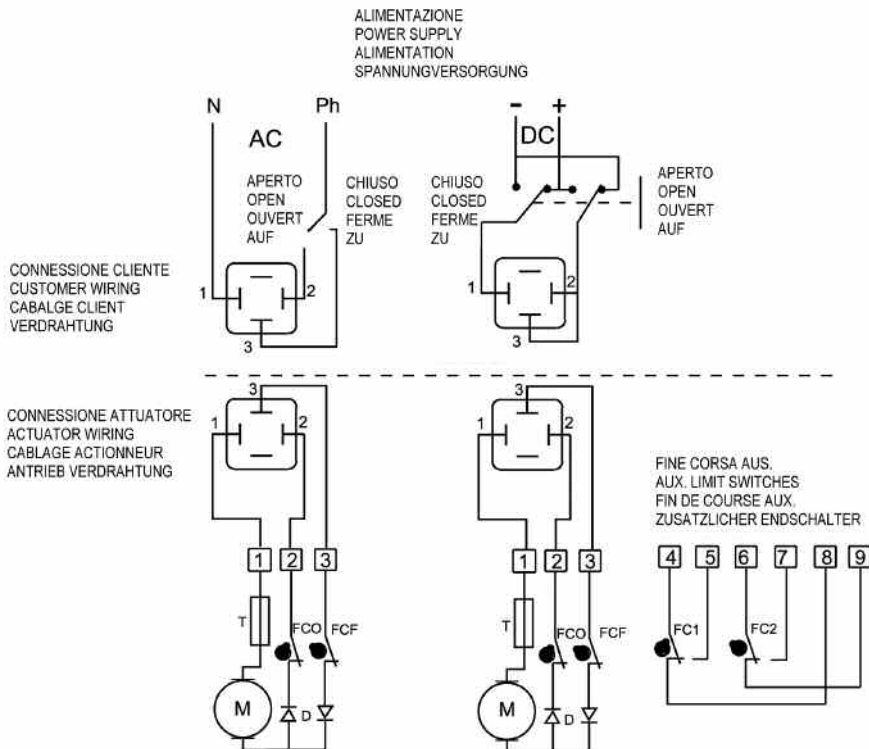 ALIMENTAZIONE
POWER SUPPLY
ALIMENTATION
SPANNUNGVERSORGUNG
N
Ph
-
+
AC
DC
APERTO
OPEN
OUVERT
AUF
CHIUSO
CLOSED
FERME
ZU
CHIUSO
CLOSED
FERME
ZU
APERTO
OPEN
OUVERT
AUF
CONNESSIONE CLIENTE
CUSTOMER WIRING
CABALGE CLIENT
VERDRAHTUNG
1
2
3
1
2
3
CONNESSIONE ATTUATORE
ACTUATOR WIRING
CABLAGE ACTIONNEUR
ANTRIEB VERDRAHTUNG
3
1
2
3
1
2
FINE CORSA AUS.
AUX. LIMIT SWITCHES
FIN DE COURSE AUX.
ZUSATZLICHER ENDSCHALTER
1
2
3
1
2
3
4
5
6
7
8
9
T
FCO
FCF
T
FCO
FCF
FC1
FC2
M
D
M
D